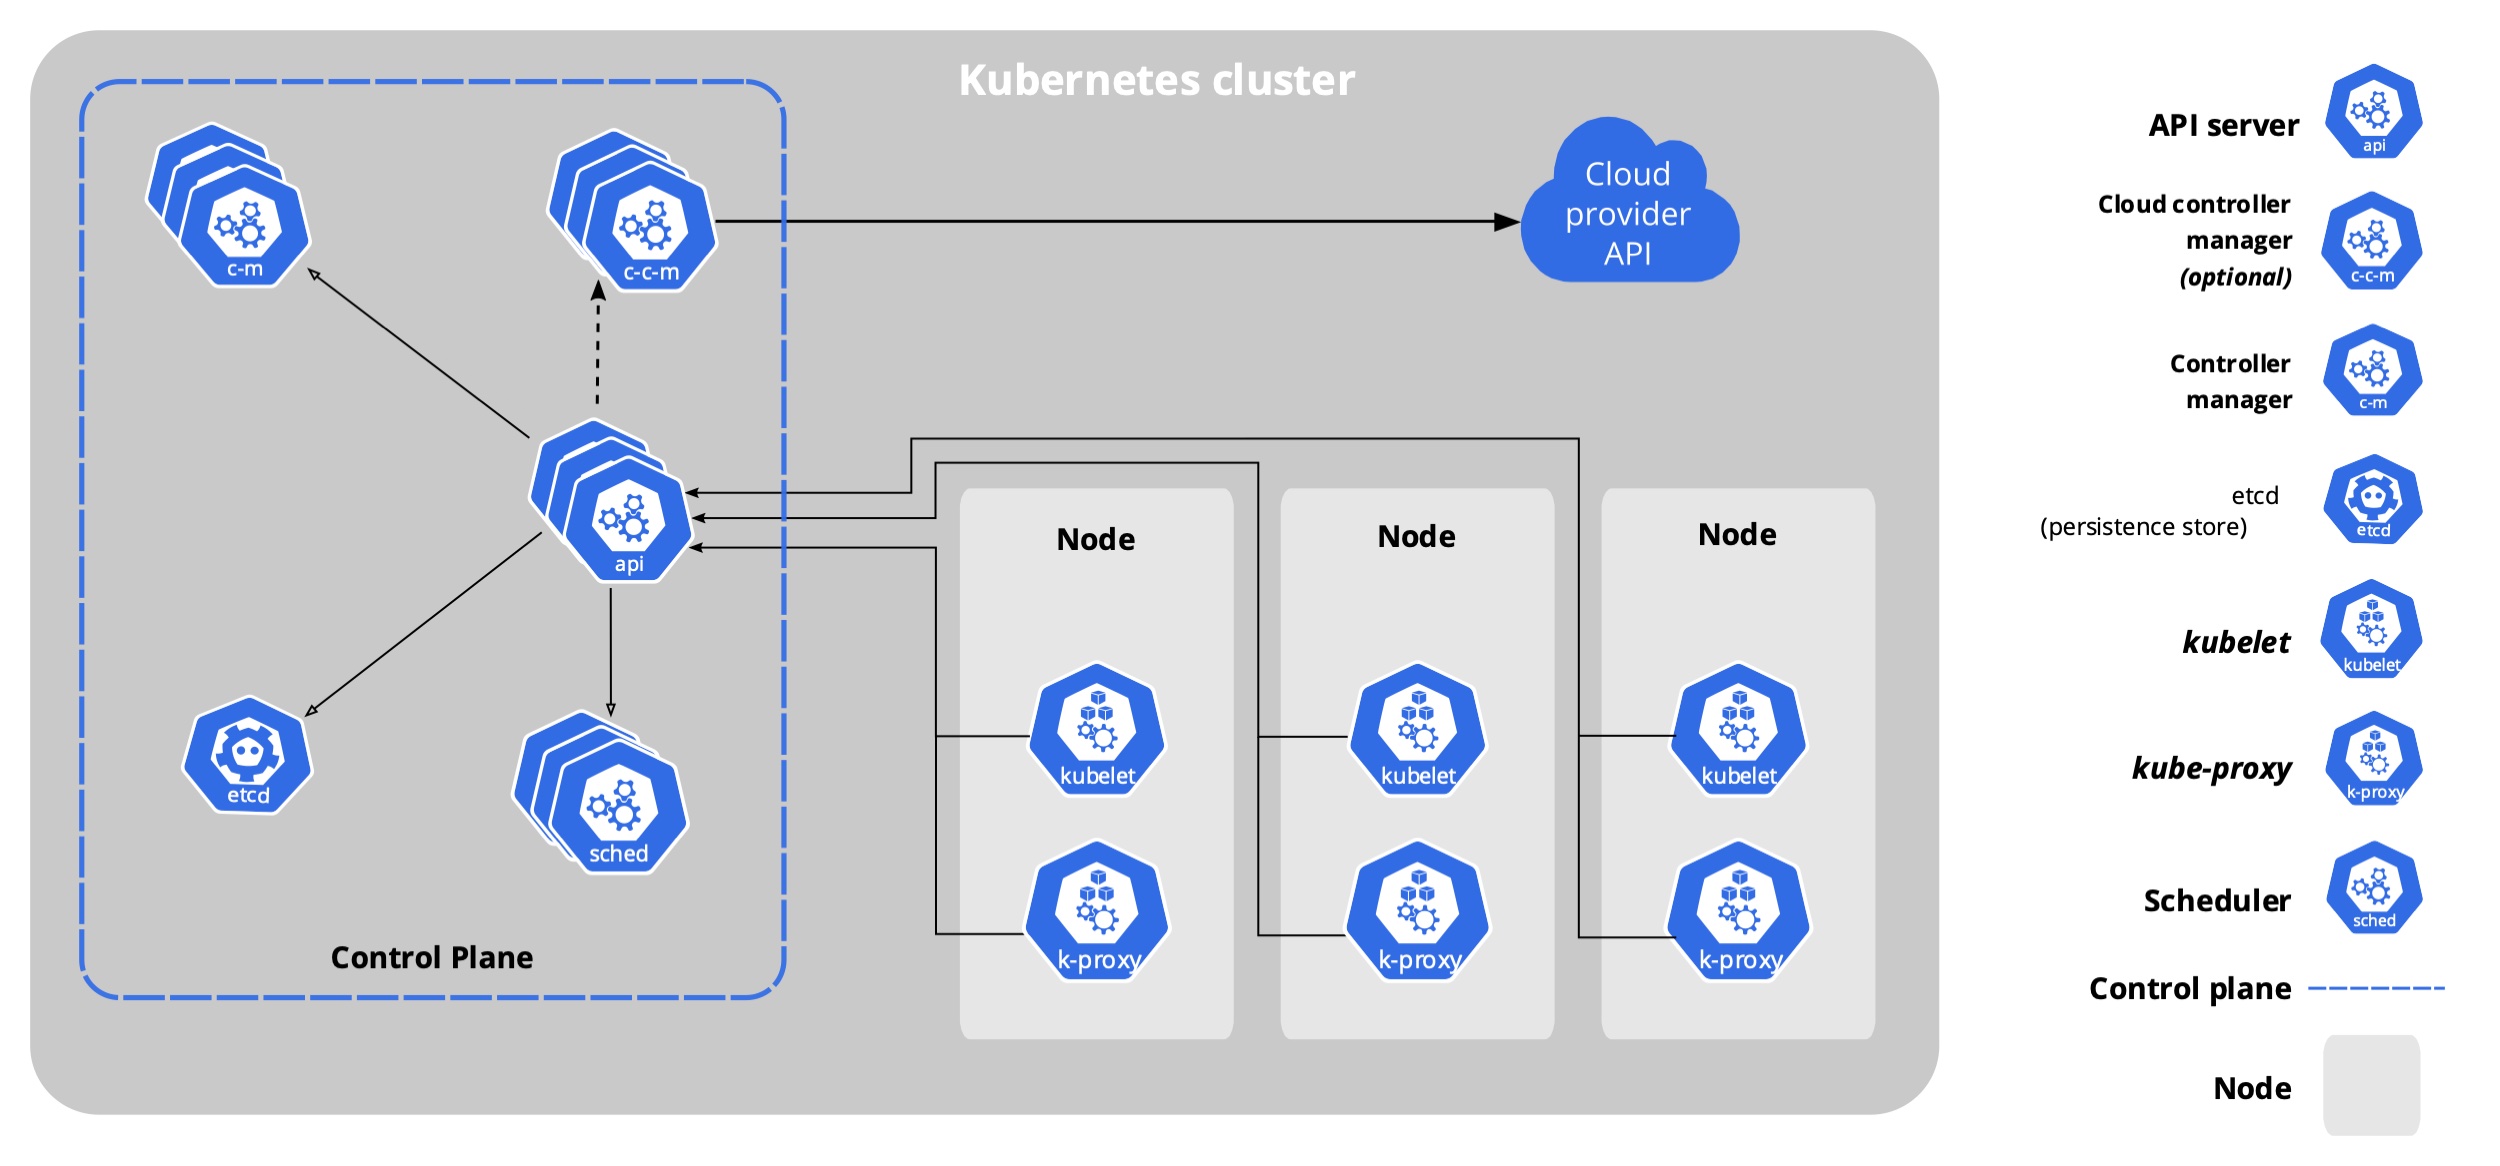 Kubernetes cluster
c-m
c-c-m
Cloud
provider
API
api
Node
Node
Node
etcd
sched
kubelet
kubelet
kubelet
k-proxy
k-proxy
k-proxy
Control Plane
API server
api
Cloud controller
manager
(optional)
c-c-m
Controller
manager
c-m
etcd
(persistence store)
etcd
kubelet
kubelet
kube-proxy
k-proxy
Scheduler
sched
Control plane
Node